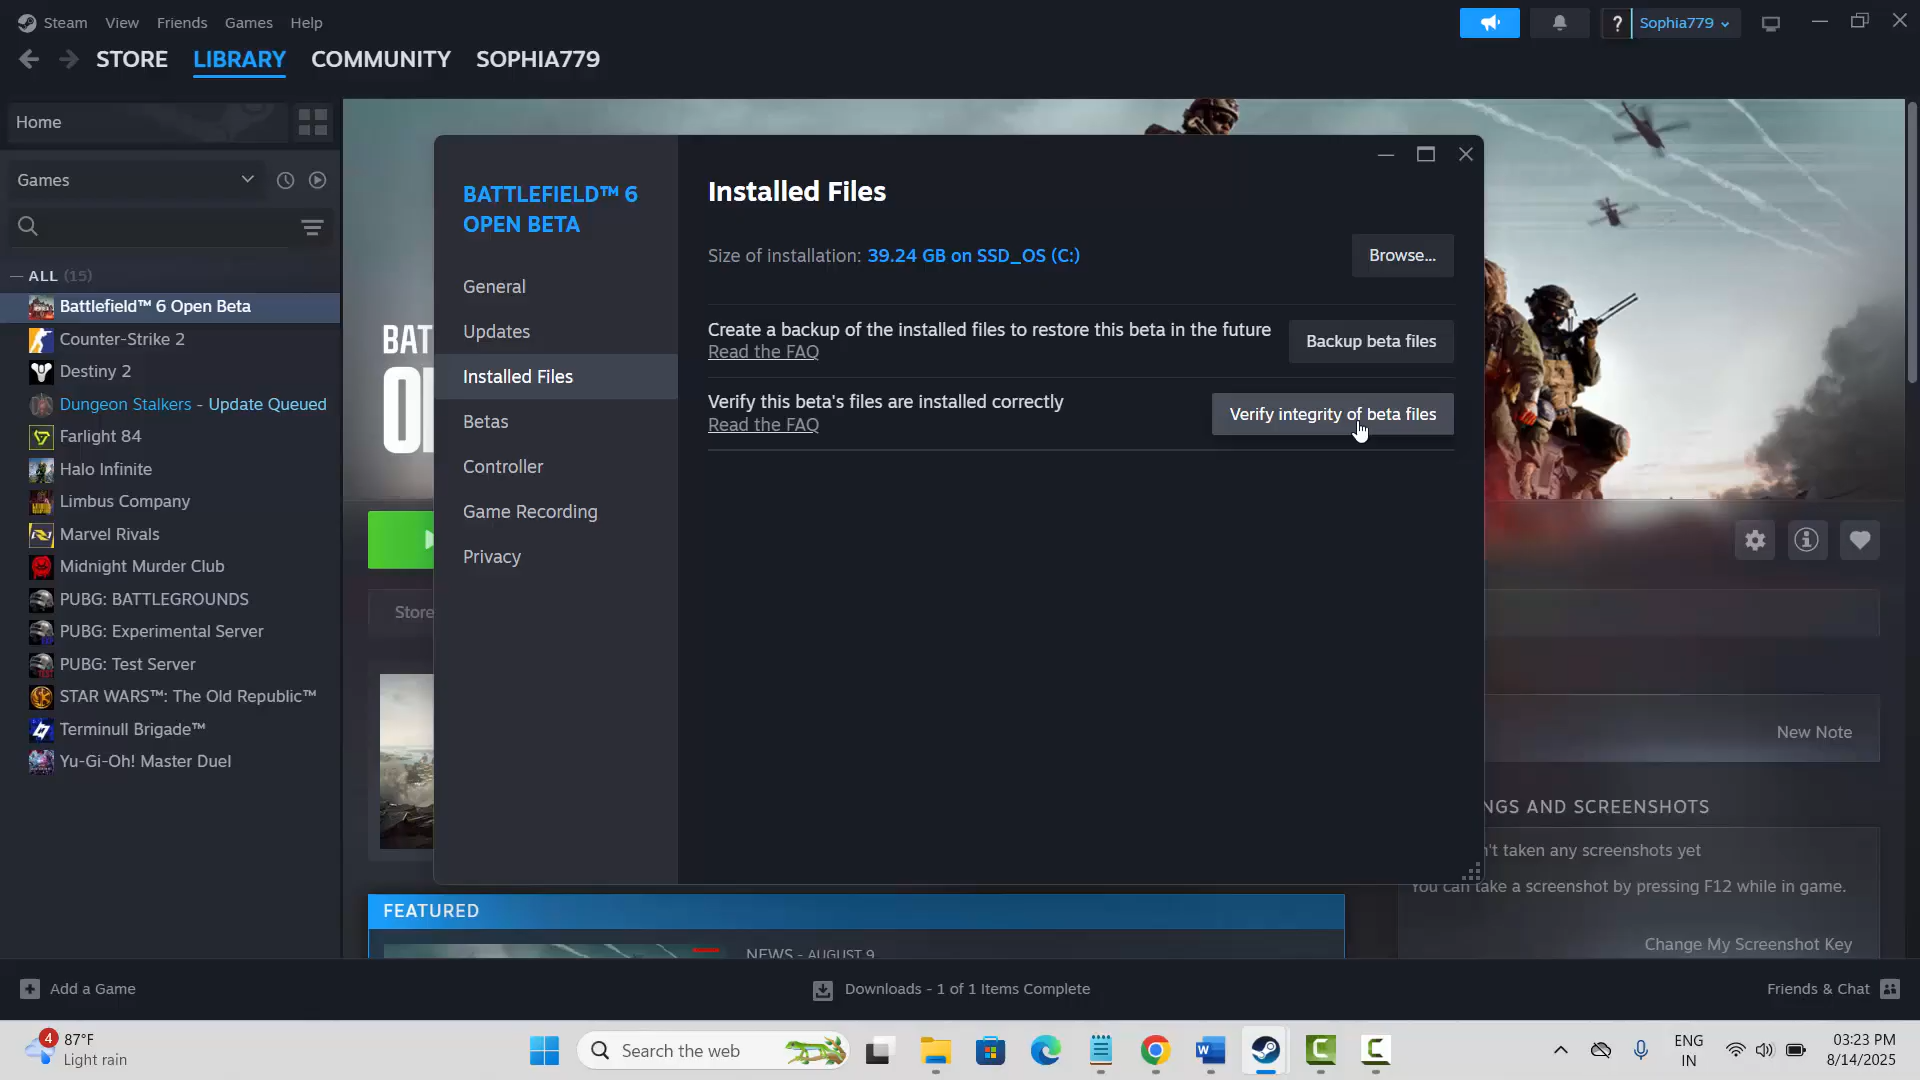 Steam View Friends Games Help
? Sophia779
STORE LIBRARY COMMUNITY SOPHIA779
Home
Games
— ALL (15)
Battlefield™ 6 Open Beta
Counter-Strike 2
Destiny 2
Dungeon Stalkers - Update Queued
Farlight 84
Halo Infinite
Limbus Company
Marvel Rivals
Midnight Murder Club
PUBG: BATTLEGROUNDS
PUBG: Experimental Server
PUBG: Test Server
STAR WARS™: The Old Republic™
Terminull Brigade™
Yu-Gi-Oh! Master Duel
BAT
BATTLEFIELD™ 6
OPEN BETA
General
Updates
Installed Files
Betas
Controller
Game Recording
Privacy
Installed Files
Size of installation: 39.24 GB on SSD_OS (C:)
Browse...
Create a backup of the installed files to restore this beta in the future
Read the FAQ
Backup beta files
Verify this beta's files are installed correctly
Read the FAQ
Verify integrity of beta files
Store
New Note
NGS AND SCREENSHOTS
't taken any screenshots yet
You can take a screenshot by pressing F12 while in game.
Change My Screenshot Key
FEATURED
NEWS - AUGUST 9
Add a Game
Downloads - 1 of 1 Items Complete
Friends & Chat
4
87°F
Light rain
Search the web
ENG
IN
03:23 PM
8/14/2025